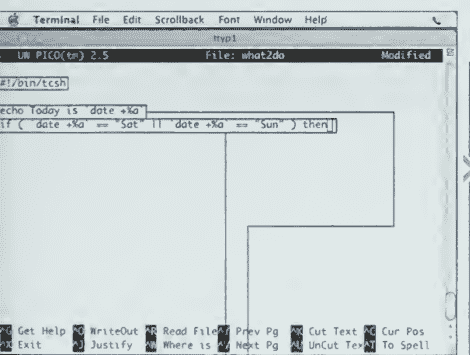 Terminal File Edit Scrollback Font Window Help
ttyp1
UW PICO(tm) 2.5 File: what2do Modified
#!/bin/tcsh
echo Today is `date +%a`
if ( `date +%a` == "Sat" || `date +%a` == "Sun" ) then
^G Get Help ^O WriteOut ^R Read File ^Y Prev Pg ^K Cut Text ^C Cur Pos
^X Exit ^J Justify ^W Where is ^V Next Pg ^U UnCut Text ^T To Spell